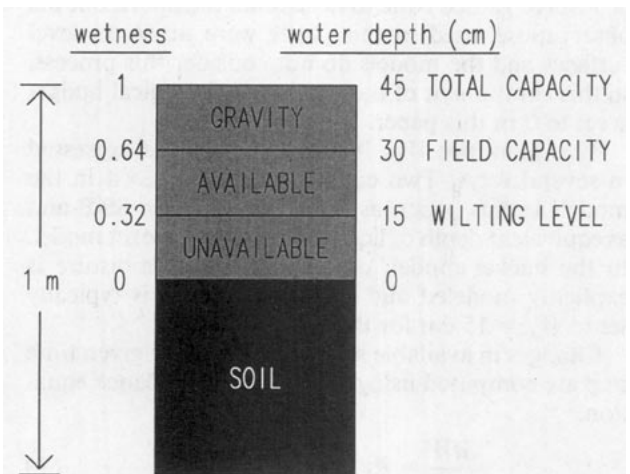 wetness water depth (cm)
1 45 TOTAL CAPACITY
GRAVITY
0.64 30 FIELD CAPACITY
AVAILABLE
0.32 15 WILTING LEVEL
UNAVAILABLE
1 m 0 0
SOIL